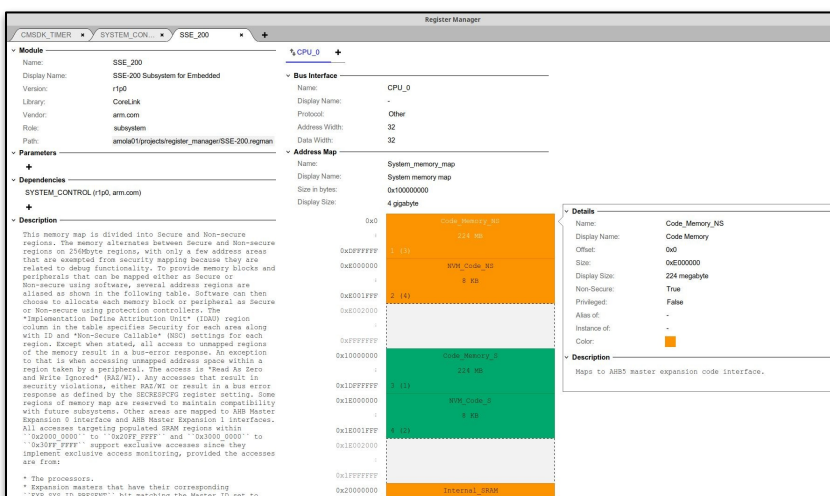 Register Manager
CMSDK_TIMER × SYSTEM_CON... × SSE_200 × +
Module
Name: SSE_200
Display Name: SSE-200 Subsystem for Embedded
Version: r1p0
Library: CoreLink
Vendor: arm.com
Role: subsystem
Path: amola01/projects/register_manager/SSE-200.regman
Parameters
+
Dependencies
SYSTEM_CONTROL (r1p0, arm.com)
+
Description
This memory map is divided into Secure and Non-secure
regions. The memory alternates between Secure and Non-secure
regions on 256Mbyte regions, with only a few address areas
that are exempted from security mapping because they are
related to debug functionality. To provide memory blocks and
peripherals that can be mapped either as Secure or
Non-secure using software, several address regions are
aliased as shown in the following table. Software can then
choose to allocate each memory block or peripheral as Secure
or Non-secure using protection controllers. The
*Implementation Define Attribution Unit* (IDAU) region
column in the table specifies Security for each area along
with ID and *Non-Secure Callable* (NSC) settings for each
region. Except when stated, all access to unmapped regions
of the memory result in a bus-error response. An exception
to that is when accessing unmapped address space within a
region taken by a peripheral. The access is *Read As Zero
and Write Ignored* (RAZ/WI). Any accesses that result in
security violations, either RAZ/WI or result in a bus error
response as defined by the SECRESPCFG register setting. Some
regions of memory map are reserved to maintain compatibility
with future subsystems. Other areas are mapped to AHB Master
Expansion 0 interface and AHB Master Expansion 1 interfaces.
All accesses targeting populated SRAM regions within
``0x2000_0000`` to ``0x20FF_FFFF`` and ``0x3000_0000`` to
``0x30FF_FFFF`` support exclusive accesses since they
implement exclusive access monitoring, provided the accesses
are from:
* The processors.
* Expansion masters that have their corresponding
``EXP_SYS_ID_PRESENT`` bit matching the Master ID set to
CPU_0 +
Bus Interface
Name: CPU_0
Display Name: -
Protocol: Other
Address Width: 32
Data Width: 32
Address Map
Name: System_memory_map
Display Name: System memory map
Size in bytes: 0x100000000
Display Size: 4 gigabyte
0x0 Code_Memory_NS
224 MB
0xDFFFFFF 1 (3)
0xE000000 NVM_Code_NS
8 KB
0xE001FFF 2 (4)
0xE002000
0xFFFFFFF
0x10000000 Code_Memory_S
224 MB
0x1DFFFFFF 3 (1)
0x1E000000 NVM_Code_S
8 KB
0x1E001FFF 4 (2)
0x1E002000
0x1FFFFFFF
0x20000000 Internal_SRAM
Details
Name: Code_Memory_NS
Display Name: Code Memory
Offset: 0x0
Size: 0xE000000
Display Size: 224 megabyte
Non-Secure: True
Privileged: False
Alias of: -
Instance of: -
Color:
Description
Maps to AHB5 master expansion code interface.